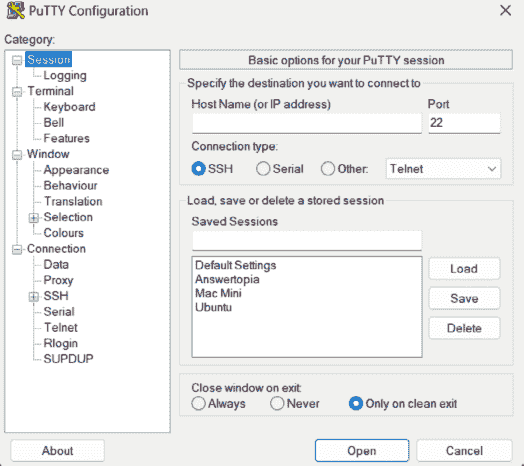 PuTTY Configuration
Category:
Session
Logging
Terminal
Keyboard
Bell
Features
Window
Appearance
Behaviour
Translation
Selection
Colours
Connection
Data
Proxy
SSH
Serial
Telnet
Rlogin
SUPDUP
Basic options for your PuTTY session
Specify the destination you want to connect to
Host Name (or IP address) Port
22
Connection type:
SSH Serial Other: Telnet
Load, save or delete a stored session
Saved Sessions
Default Settings
Answertopia
Mac Mini
Ubuntu
Load
Save
Delete
Close window on exit:
Always Never Only on clean exit
About Open Cancel